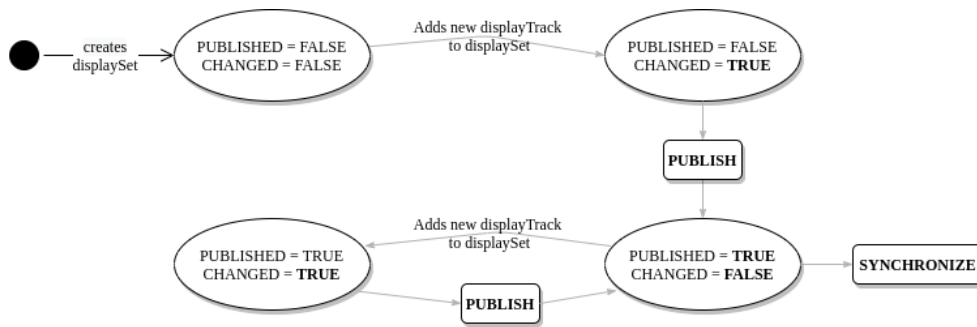 creates
displaySet
PUBLISHED = FALSE
CHANGED = FALSE
Adds new displayTrack
to displaySet
PUBLISHED = FALSE
CHANGED = TRUE
PUBLISH
Adds new displayTrack
to displaySet
PUBLISHED = TRUE
CHANGED = TRUE
PUBLISHED = TRUE
CHANGED = FALSE
SYNCHRONIZE
PUBLISH